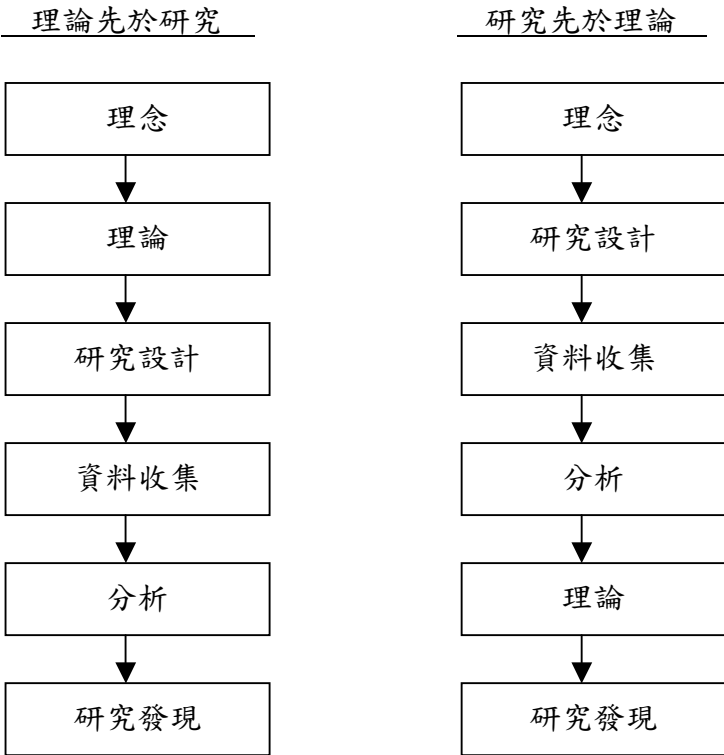 理論先於研究
理念
理論
研究設計
資料收集
分析
研究發現
研究先於理論
理念
研究設計
資料收集
分析
理論
研究發現